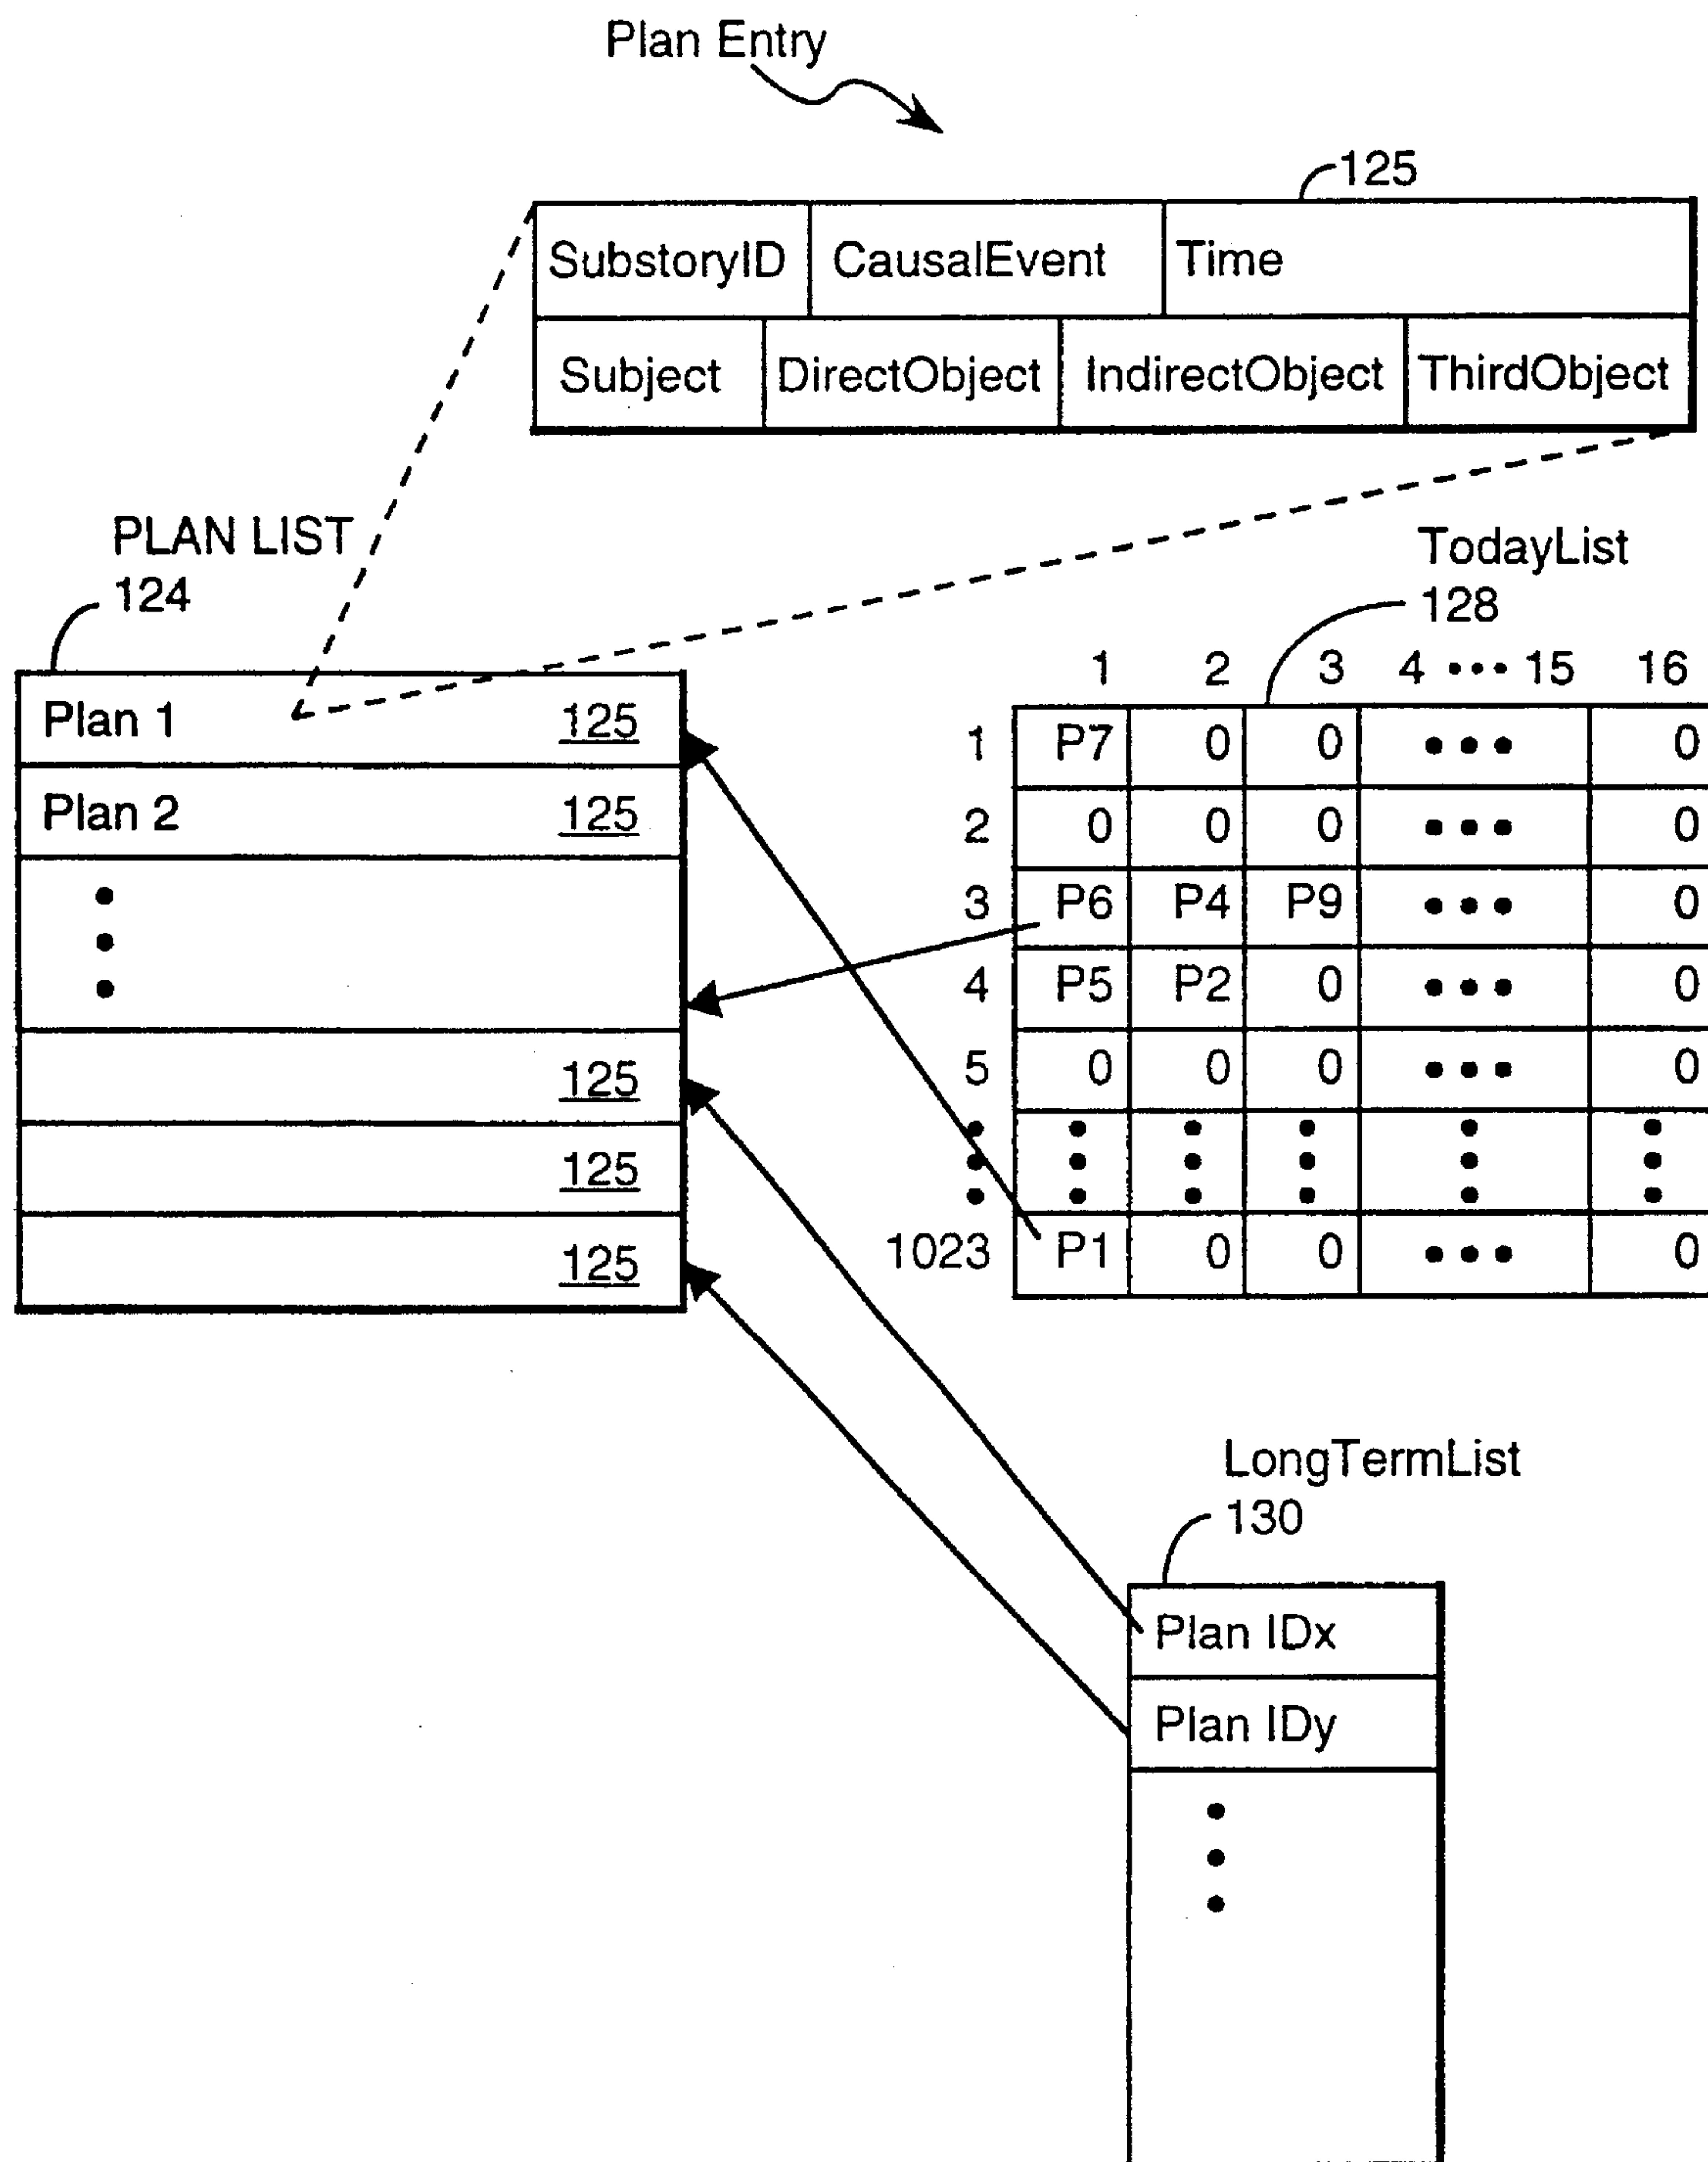 Plan Entry
125
SubstoryID CausalEvent Time
Subject DirectObject IndirectObject ThirdObject
PLAN LIST
124
Plan 1 125
Plan 2 125
125
125
125
TodayList
128
1 2 3 4 ••• 15 16
1 P7 0 0 ••• 0
2 0 0 0 ••• 0
3 P6 P4 P9 ••• 0
4 P5 P2 0 ••• 0
5 0 0 0 ••• 0
1023 P1 0 0 ••• 0
LongTermList
130
Plan IDx
Plan IDy